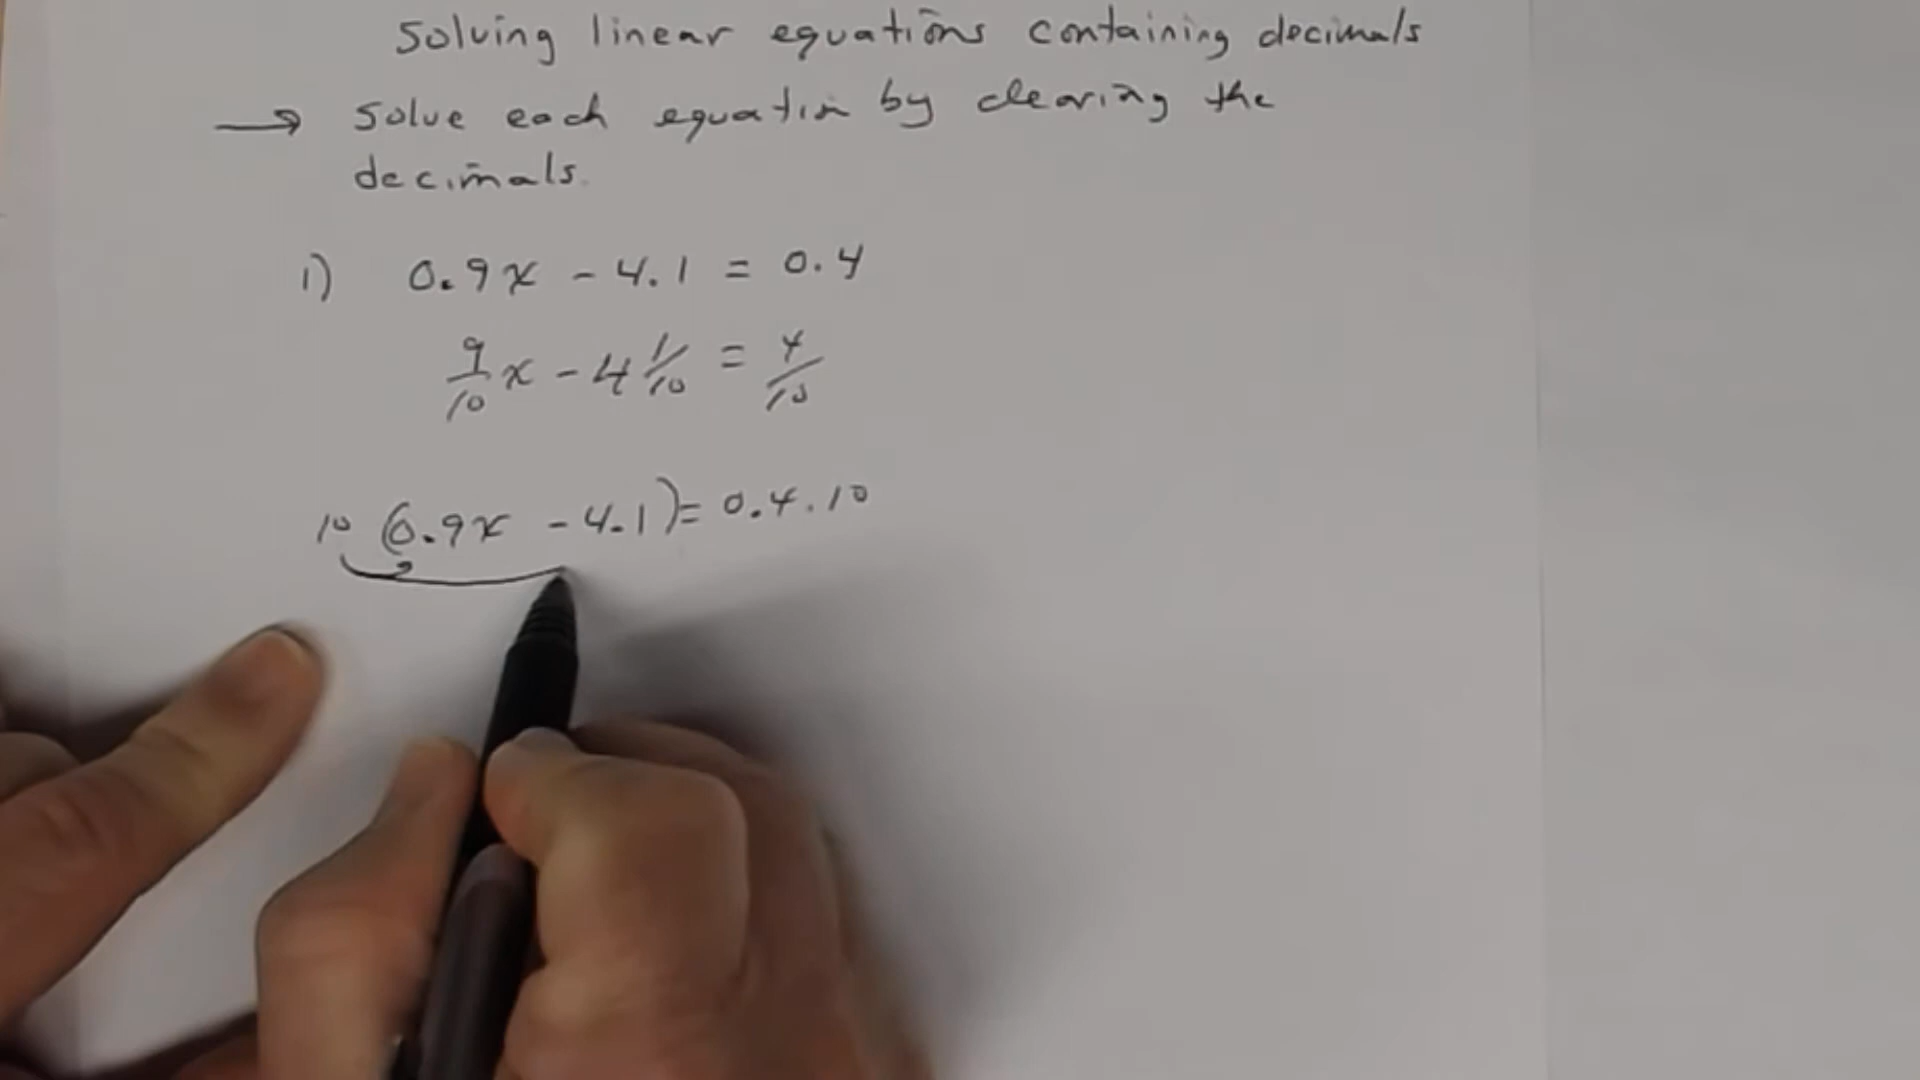 Solving linear equations containing decimals
→ Solve each equation by clearing the
decimals.
1) 0.9x - 4.1 = 0.4
9/10 x - 4 1/10 = 4/10
10 (0.9x - 4.1) = 0.4 . 10